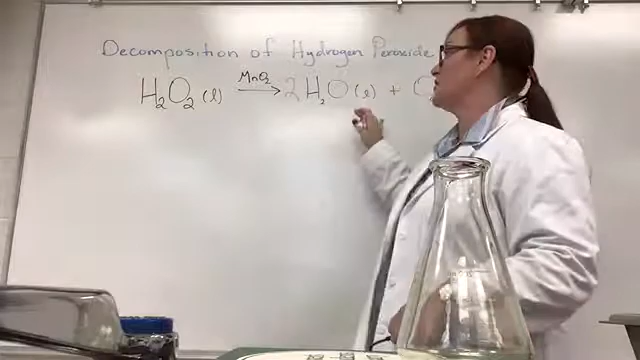 Decomposition of Hydrogen Peroxide
H₂O₂ (l) MnO₂ → 2 H₂O (l) +